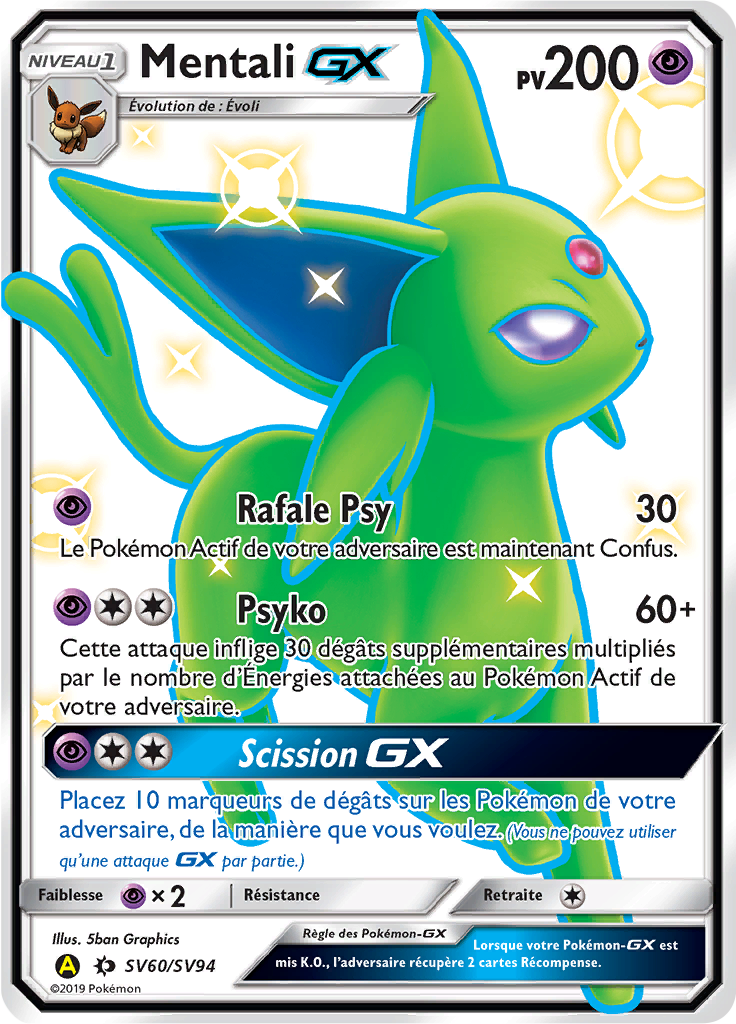 NIVEAU 1 Mentali GX PV 200
Évolution de : Évoli
Rafale Psy 30
Le Pokémon Actif de votre adversaire est maintenant Confus.
Psyko 60+
Cette attaque inflige 30 dégâts supplémentaires multipliés
par le nombre d'Énergies attachées au Pokémon Actif de
votre adversaire.
Scission GX
Placez 10 marqueurs de dégâts sur les Pokémon de votre
adversaire, de la manière que vous voulez. (Vous ne pouvez utiliser
qu'une attaque GX par partie.)
Faiblesse ×2 Résistance Retraite
Illus. 5ban Graphics
Règle des Pokémon-GX
Lorsque votre Pokémon-GX est
mis K.O., l'adversaire récupère 2 cartes Récompense.
A SV60/SV94
©2019 Pokémon